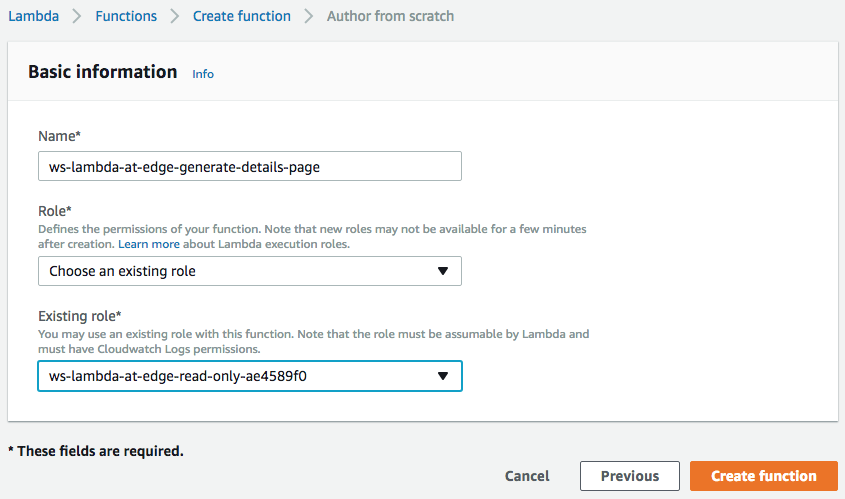 Lambda > Functions > Create function > Author from scratch
Basic information Info
Name*
ws-lambda-at-edge-generate-details-page
Role*
Defines the permissions of your function. Note that new roles may not be available for a few minutes
after creation. Learn more about Lambda execution roles.
Choose an existing role
Existing role*
You may use an existing role with this function. Note that the role must be assumable by Lambda and
must have Cloudwatch Logs permissions.
ws-lambda-at-edge-read-only-ae4589f0
* These fields are required.
Cancel Previous Create function